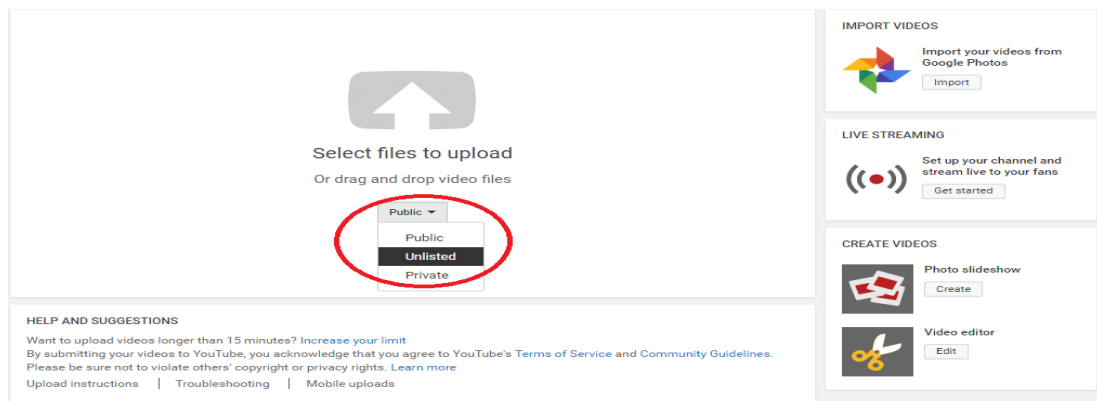 Select files to upload
Or drag and drop video files
Public
Public
Unlisted
Private
HELP AND SUGGESTIONS
Want to upload videos longer than 15 minutes? Increase your limit
By submitting your videos to YouTube, you acknowledge that you agree to YouTube's Terms of Service and Community Guidelines.
Please be sure not to violate others' copyright or privacy rights. Learn more
Upload instructions | Troubleshooting | Mobile uploads
IMPORT VIDEOS
Import your videos from
Google Photos
Import
LIVE STREAMING
Set up your channel and
stream live to your fans
Get started
CREATE VIDEOS
Photo slideshow
Create
Video editor
Edit